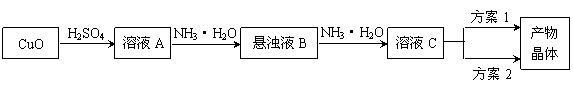 CuO
H₂SO₄
溶液 A
NH₃·H₂O
悬浊液 B
NH₃·H₂O
溶液 C
方案 1
方案 2
产物
晶体